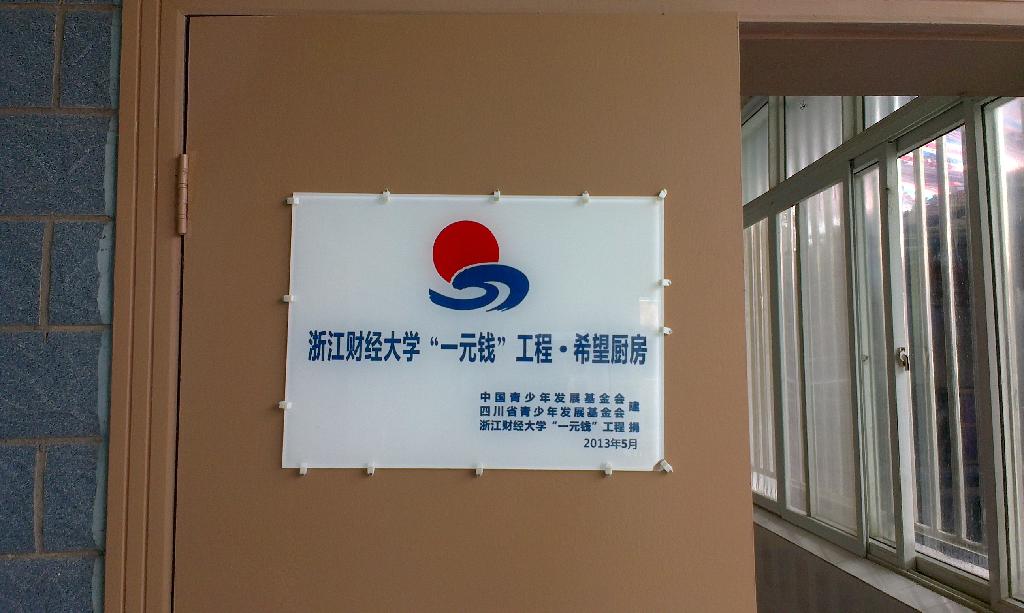 浙江财经大学“一元钱”工程·希望厨房
中国青少年发展基金会
四川省青少年发展基金会 建
浙江财经大学“一元钱”工程 捐
2013年5月